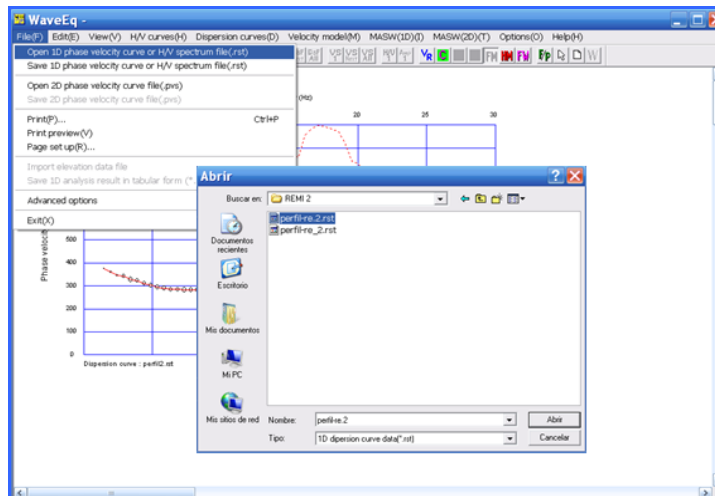 WaveEq -
File(F) Edit(E) View(V) H/V curves(H) Dispersion curves(D) Velocity model(M) MASW(1D)(I) MASW(2D)(T) Options(O) Help(H)
Open 1D phase velocity curve or H/V spectrum file(.rst)
Save 1D phase velocity curve or H/V spectrum file(.rst)
Open 2D phase velocity curve file(.pvs)
Save 2D phase velocity curve file(.pvs)
Print(P)... Ctrl+P
Print preview(V)
Page set up(R)...
Import elevation data file
Save 1D analysis result in tabular form (*.
Advanced options
Exit(X)
(Hz)
20 25 30
Phase veloci
500
400
300
200
100
0
Dispersion curve : perfil2.rst
Abrir
Buscar en: REMI 2
perfil-re.2.rst
perfil-re_2.rst
Documentos recientes
Escritorio
Mis documentos
Mi PC
Mis sitios de red
Nombre: perfil-re.2 Abrir
Tipo: 1D dipersion curve data(*.rst) Cancelar